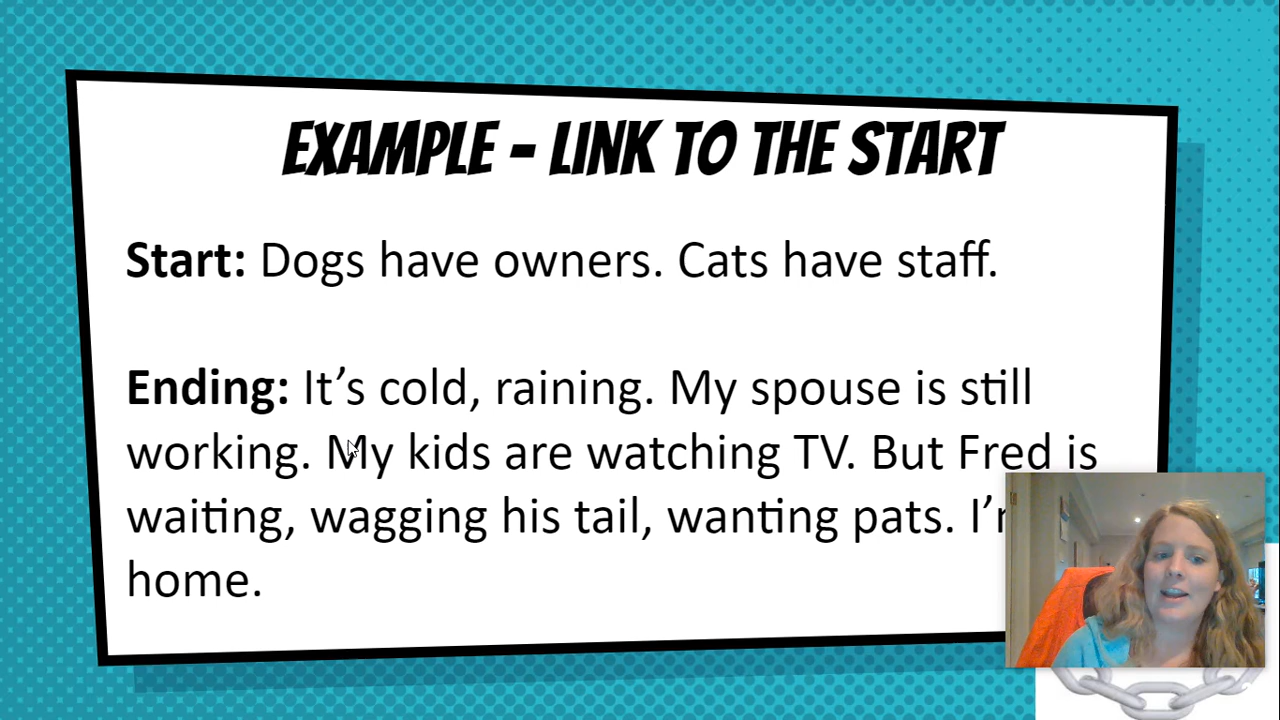 EXAMPLE - LINK TO THE START
Start: Dogs have owners. Cats have staff.
Ending: It’s cold, raining. My spouse is still
working. My kids are watching TV. But Fred is
waiting, wagging his tail, wanting pats.
home.